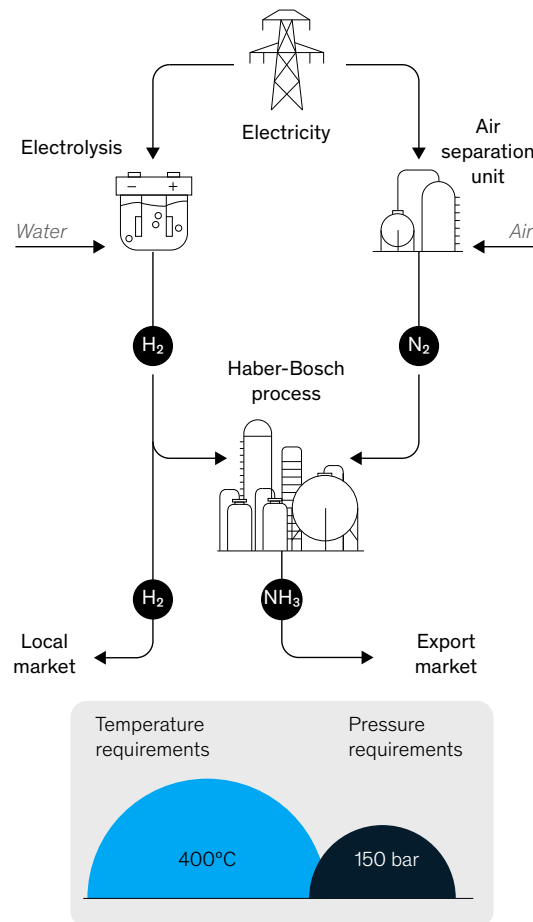 Electricity
Electrolysis
Air
separation
unit
− +
Water
Air
H₂
N₂
Haber-Bosch
process
H₂
NH₃
Local
market
Export
market
Temperature
requirements
Pressure
requirements
400°C
150 bar